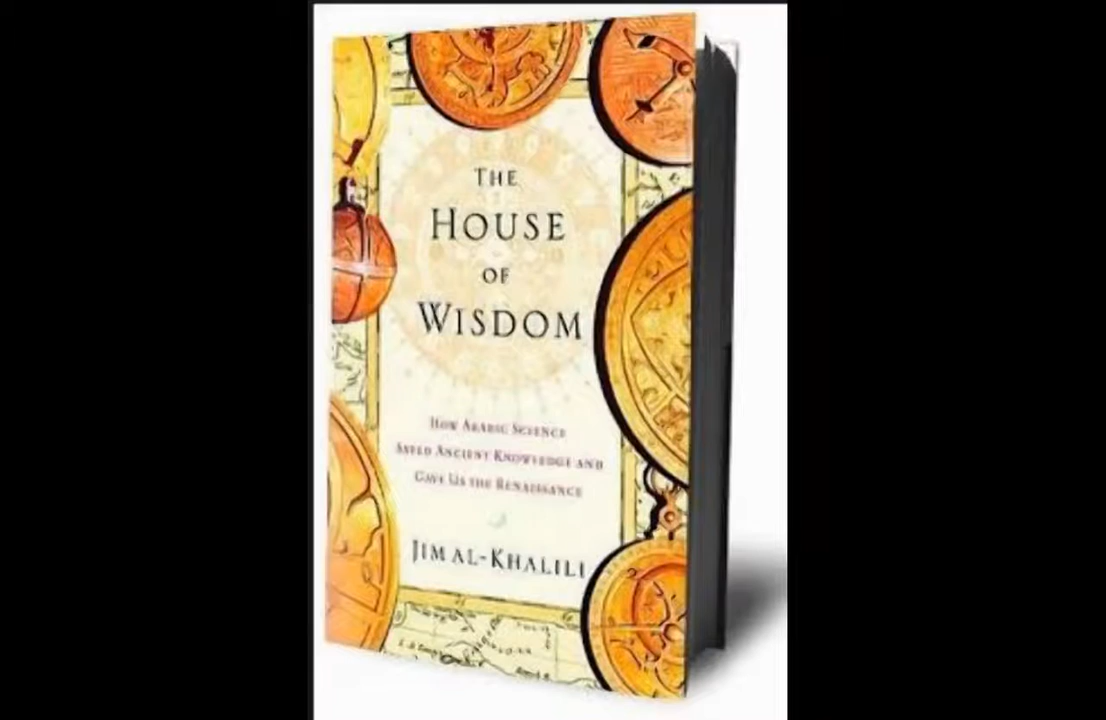 THE
HOUSE
OF
WISDOM
HOW ARABIC SCIENCE
SAVED ANCIENT KNOWLEDGE AND
GAVE US THE RENAISSANCE
JIM AL-KHALILI